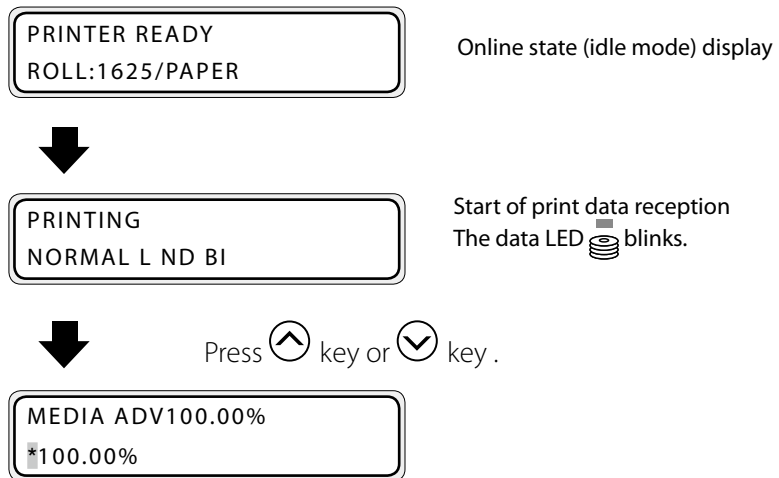 PRINTER READY
ROLL:1625/PAPER
Online state (idle mode) display
PRINTING
NORMAL L ND BI
Start of print data reception
The data LED blinks.
Press key or key .
MEDIA ADV100.00%
*100.00%